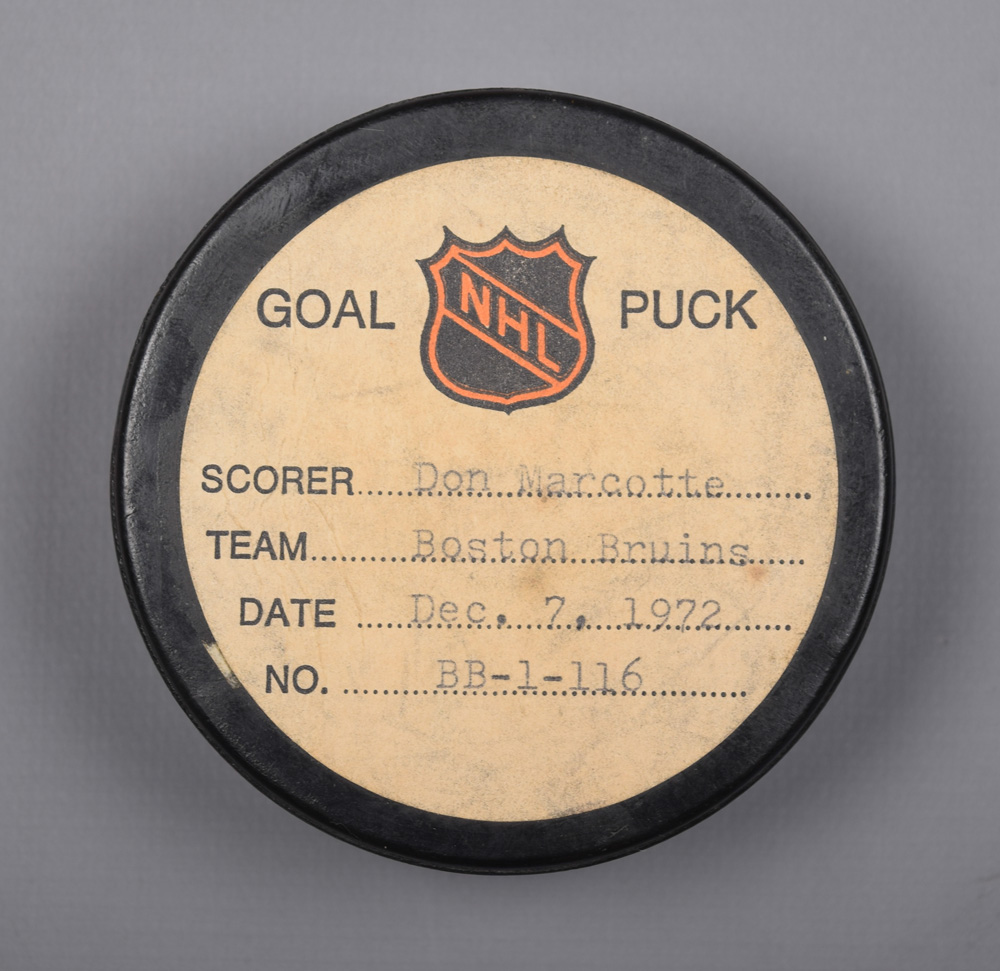 GOAL NHL PUCK
SCORER Don Marcotte
TEAM Boston Bruins
DATE Dec. 7, 1972
NO. BB-1-116